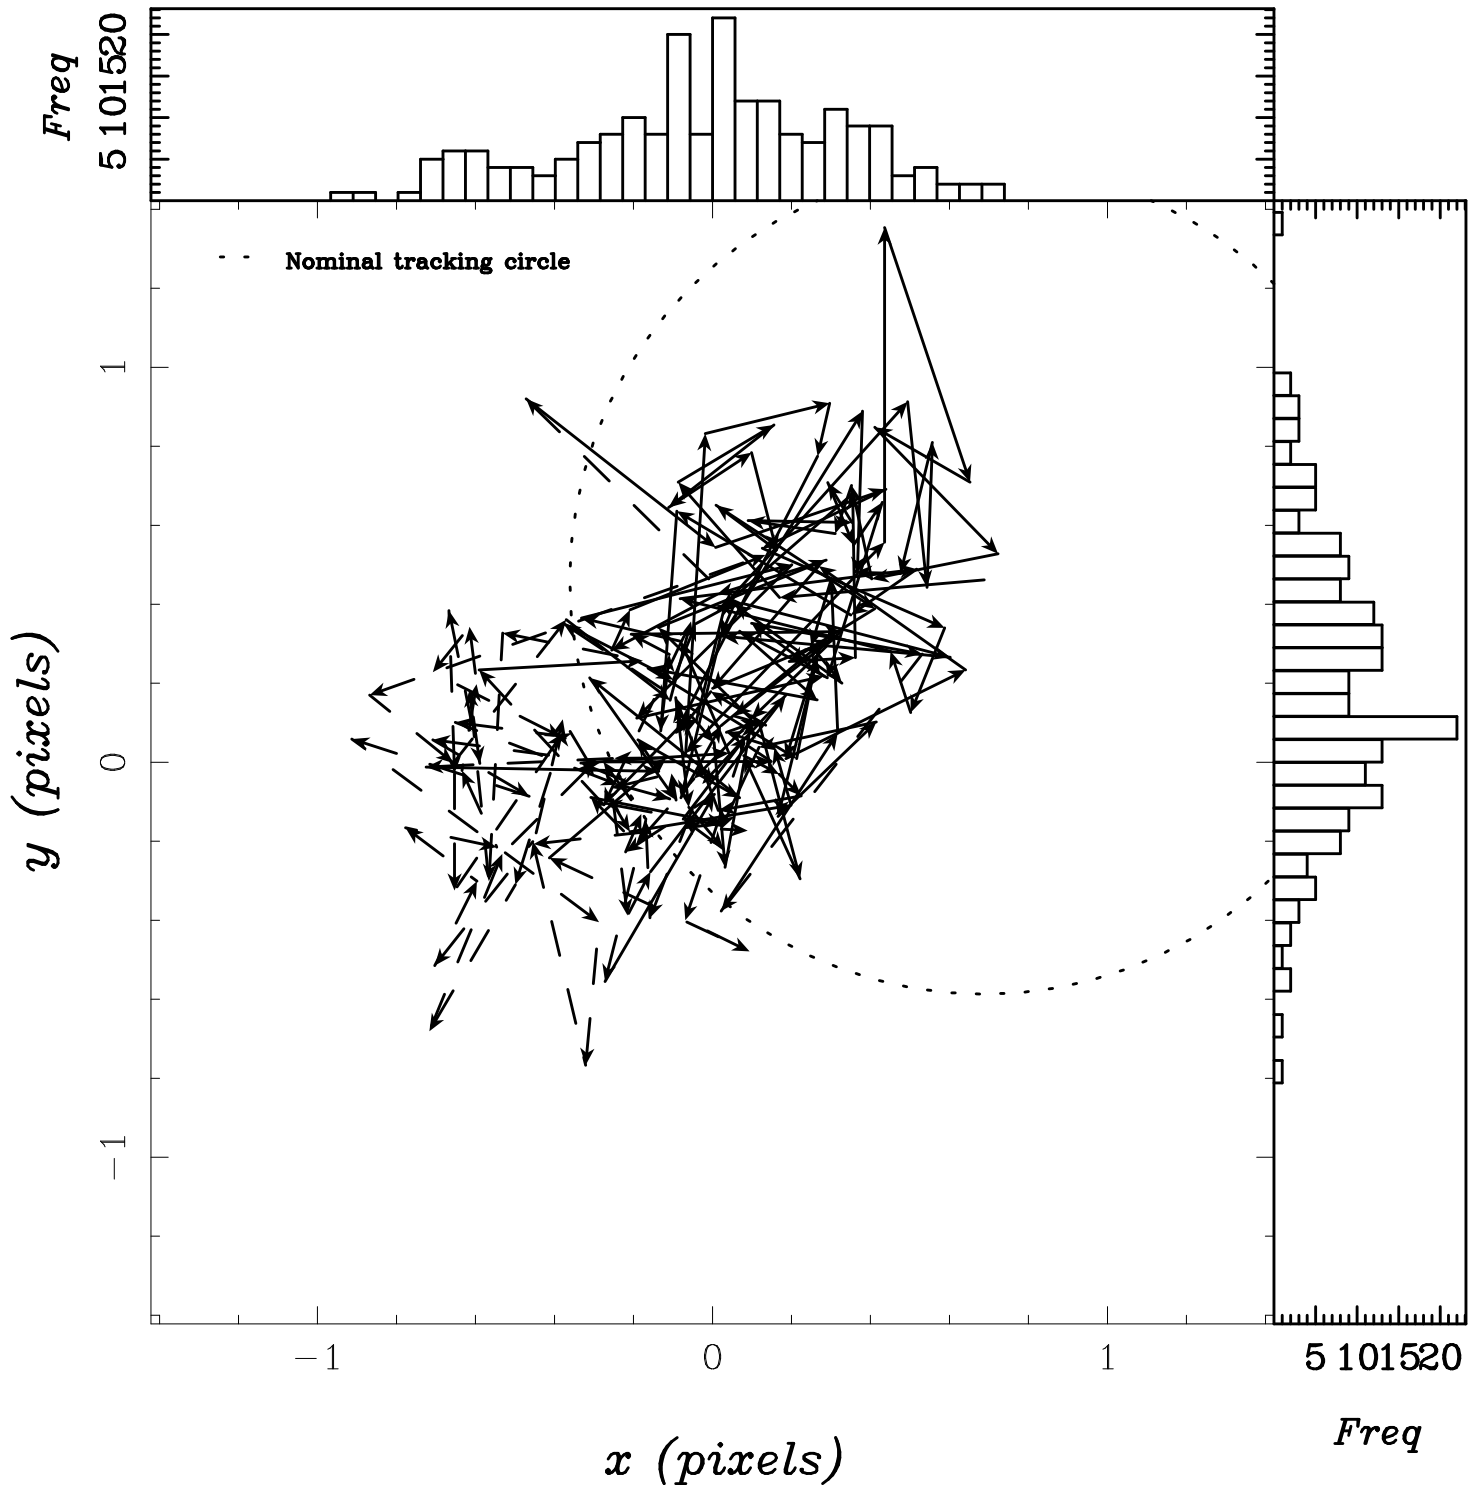 Freq
5 10 15 20
Nominal tracking circle
1
0
−1
y (pixels)
−1 0 1
5 10 15 20
x (pixels)
Freq